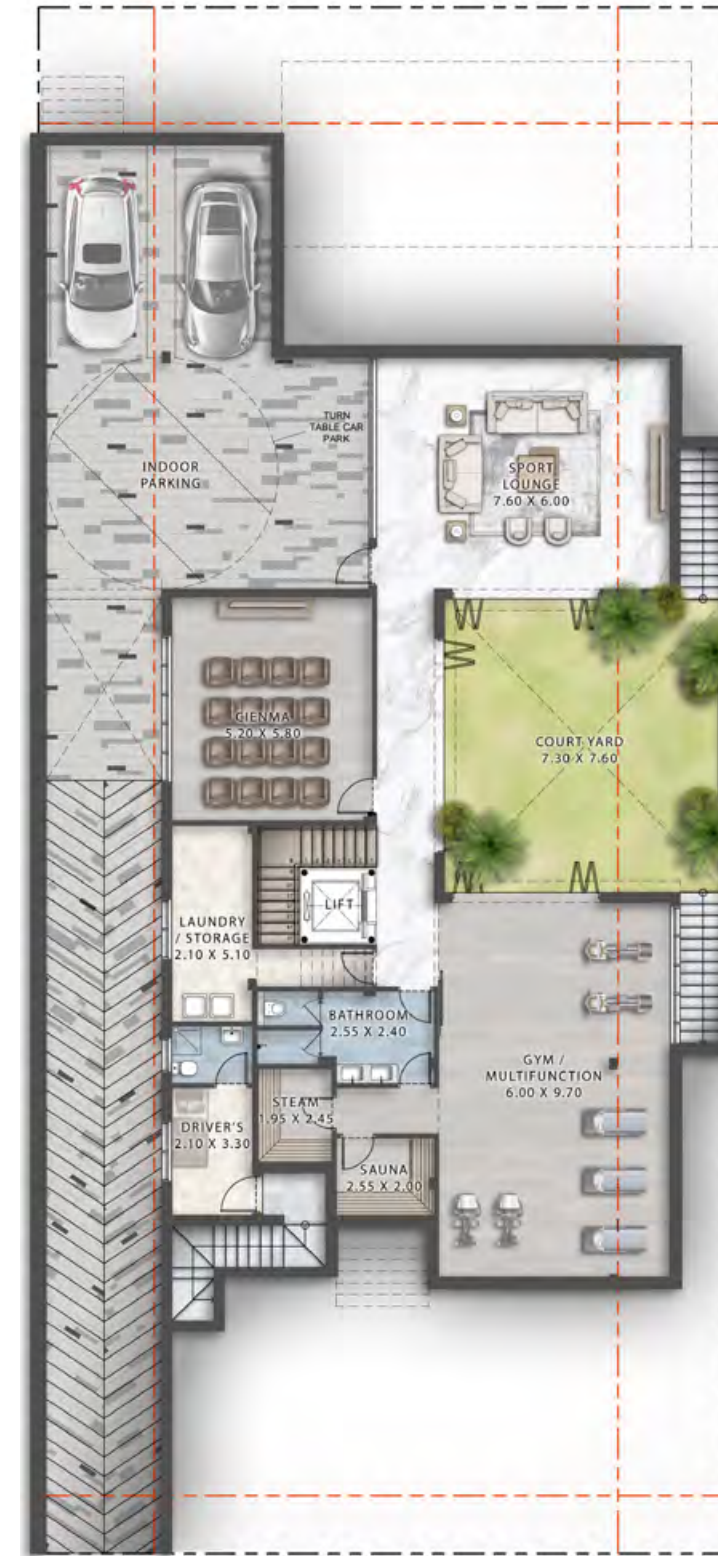 TURN
TABLE CAR
PARK
INDOOR
PARKING
SPORT
LOUNGE
7.60 X 6.00
CIENMA
5.20 X 5.80
COURT YARD
7.30 X 7.60
LIFT
LAUNDRY
/ STORAGE
2.10 X 5.10
BATHROOM
2.55 X 2.40
GYM /
MULTIFUNCTION
6.00 X 9.70
STEAM
1.95 X 2.45
DRIVER'S
2.10 X 3.30
SAUNA
2.55 X 2.00